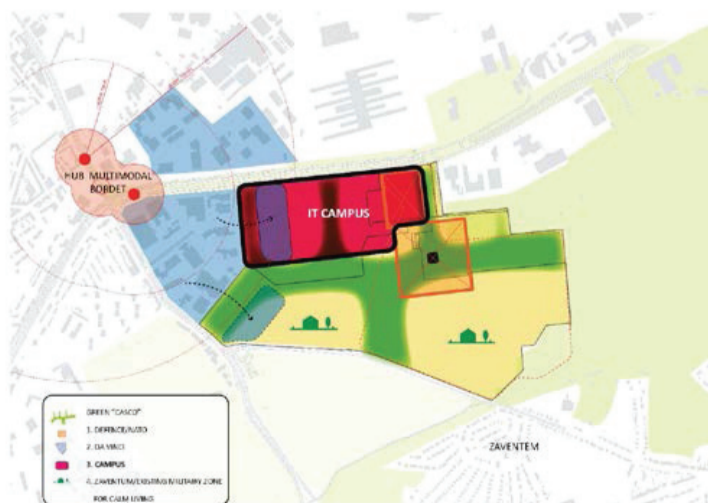 HUB MULTIMODAL
BORDET
IT CAMPUS
ZAVENTEM
GREEN "CASCO"
1. DEFENCE/NATO
2. DA VINCI
3. CAMPUS
4. ZAVENTUM/EXISTING MILITARY ZONE
FOR CALM LIVING